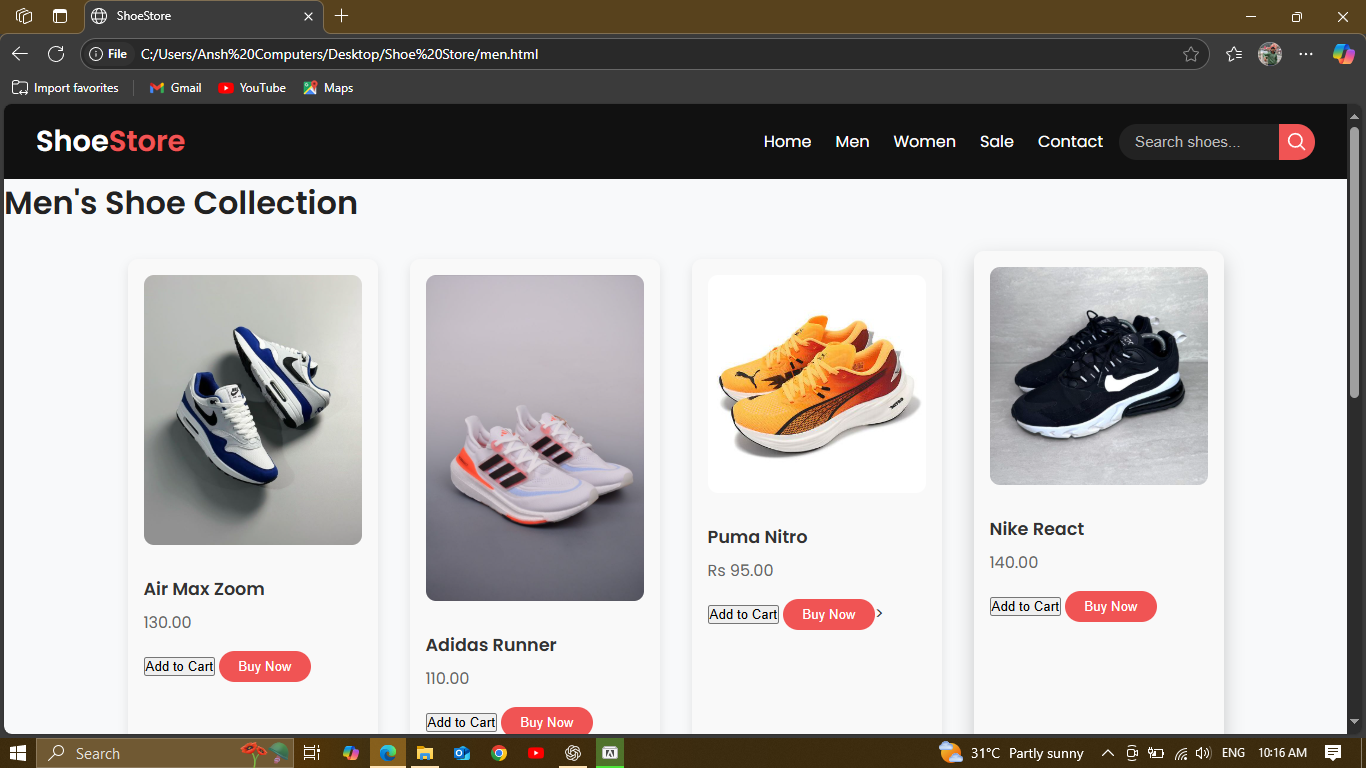 ShoeStore
File C:/Users/Ansh%20Computers/Desktop/Shoe%20Store/men.html
Import favorites Gmail YouTube Maps
ShoeStore Home Men Women Sale Contact Search shoes...
Men's Shoe Collection
Air Max Zoom
130.00
Add to Cart Buy Now
Adidas Runner
110.00
Add to Cart Buy Now
Puma Nitro
Rs 95.00
Add to Cart Buy Now >
Nike React
140.00
Add to Cart Buy Now
Search 31°C Partly sunny ENG 10:16 AM